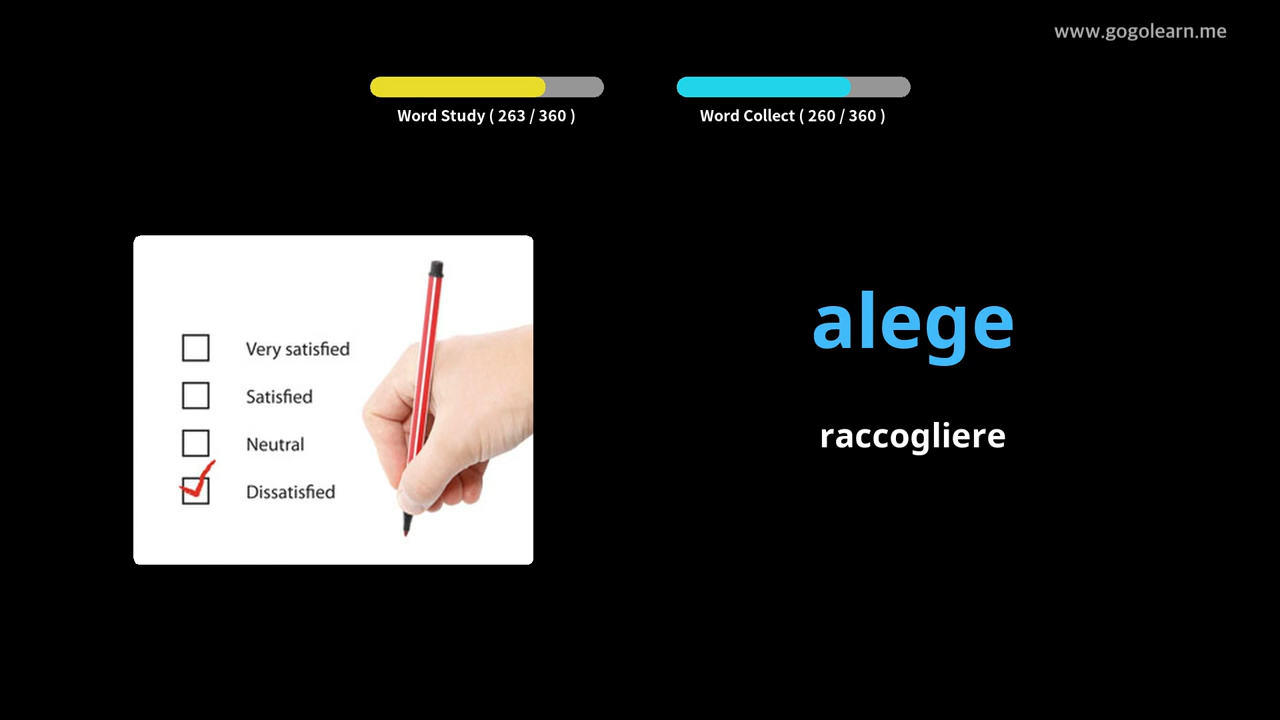 www.gogolearn.me
Word Study ( 263 / 360 )
Word Collect ( 260 / 360 )
Very satisfied
Satisfied
Neutral
Dissatisfied
alege
raccogliere